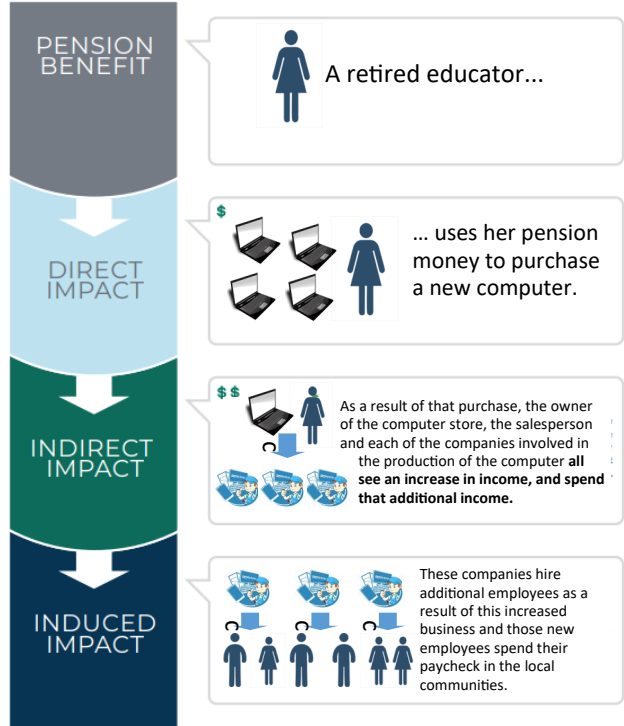 PENSION
BENEFIT
A retired educator...
$
DIRECT
IMPACT
... uses her pension
money to purchase
a new computer.
$ $
INDIRECT
IMPACT
As a result of that purchase, the owner
of the computer store, the salesperson
and each of the companies involved in
the production of the computer all
see an increase in income, and spend
that additional income.
INDUCED
IMPACT
These companies hire
additional employees as a
result of this increased
business and those new
employees spend their
paycheck in the local
communities.